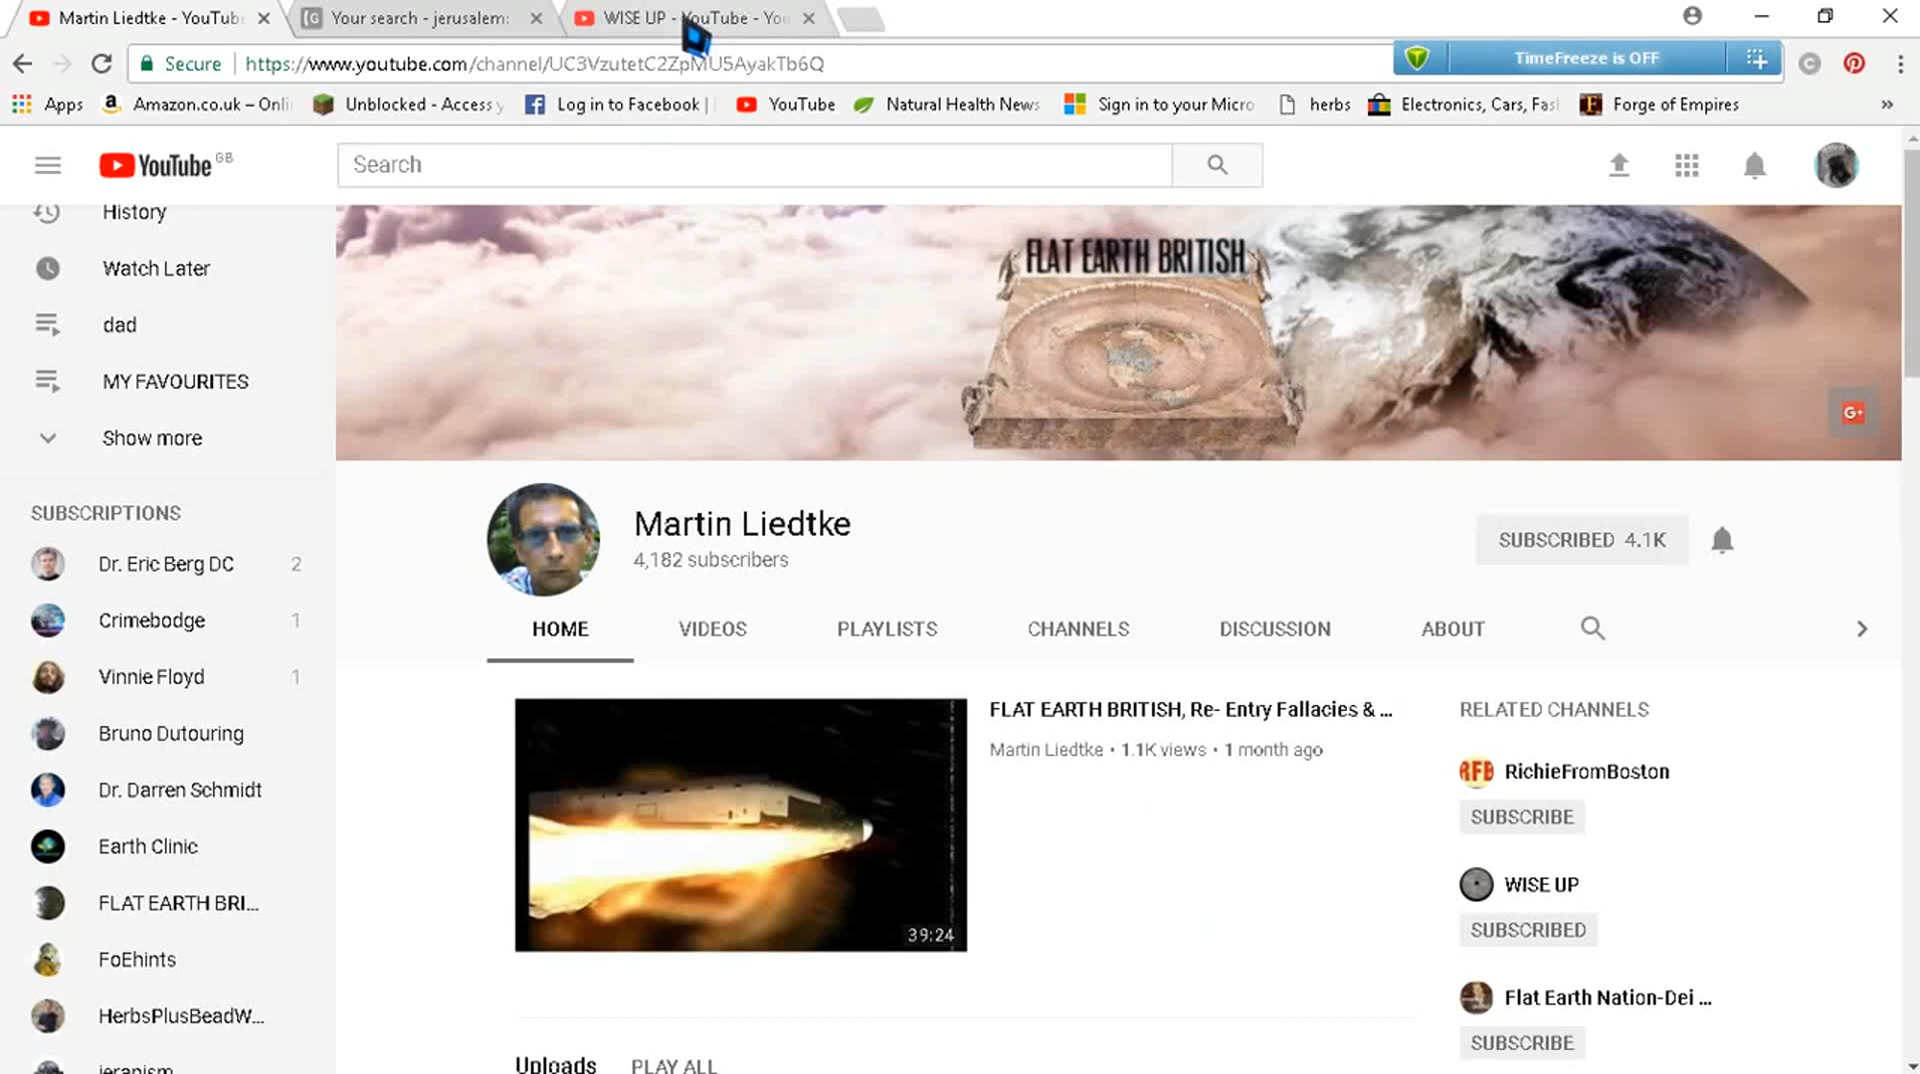 Martin Liedtke - YouTube
Your search - jerusalem:
WISE UP - YouTube - You
Secure
https://www.youtube.com/channel/UC3VzutetC2ZpMU5AyakTb6Q
TimeFreeze is OFF
Apps
Amazon.co.uk – Onli
Unblocked - Access y
Log in to Facebook |
YouTube
Natural Health News
Sign in to your Micro
herbs
Electronics, Cars, Fas
Forge of Empires
»
YouTube GB
Search
History
Watch Later
dad
MY FAVOURITES
Show more
SUBSCRIPTIONS
Dr. Eric Berg DC 2
Crimebodge 1
Vinnie Floyd 1
Bruno Dutouring
Dr. Darren Schmidt
Earth Clinic
FLAT EARTH BRI...
FoEhints
HerbsPlusBeadW...
jeranism
FLAT EARTH BRITISH
G+
Martin Liedtke
4,182 subscribers
SUBSCRIBED 4.1K
HOME
VIDEOS
PLAYLISTS
CHANNELS
DISCUSSION
ABOUT
39:24
FLAT EARTH BRITISH, Re- Entry Fallacies & ...
Martin Liedtke • 1.1K views • 1 month ago
Uploads
PLAY ALL
RELATED CHANNELS
RFB
RichieFromBoston
SUBSCRIBE
WISE UP
SUBSCRIBED
Flat Earth Nation-Dei ...
SUBSCRIBE